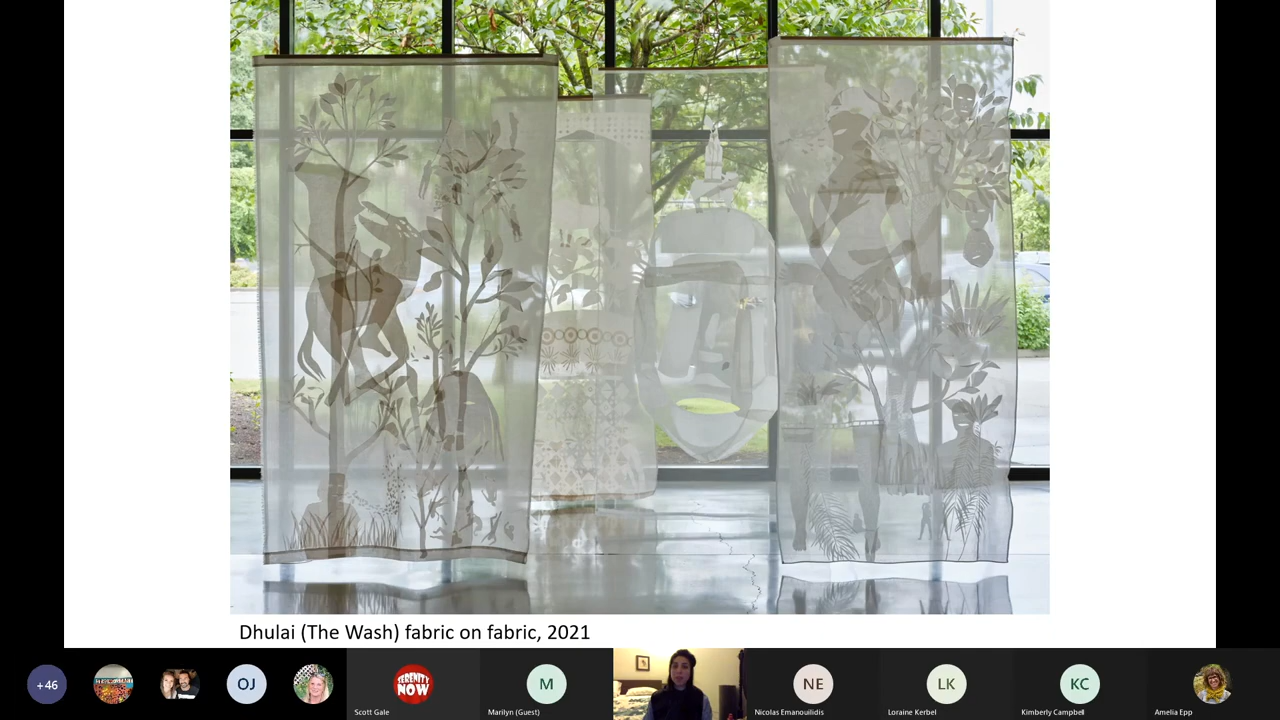 Dhulai (The Wash) fabric on fabric, 2021
+46
OJ
SERENITY
NOW
Scott Gale
M
Marilyn (Guest)
NE
Nicolas Emanouilidis
LK
Loraine Kerbel
KC
Kimberly Campbell
Amelia Epp